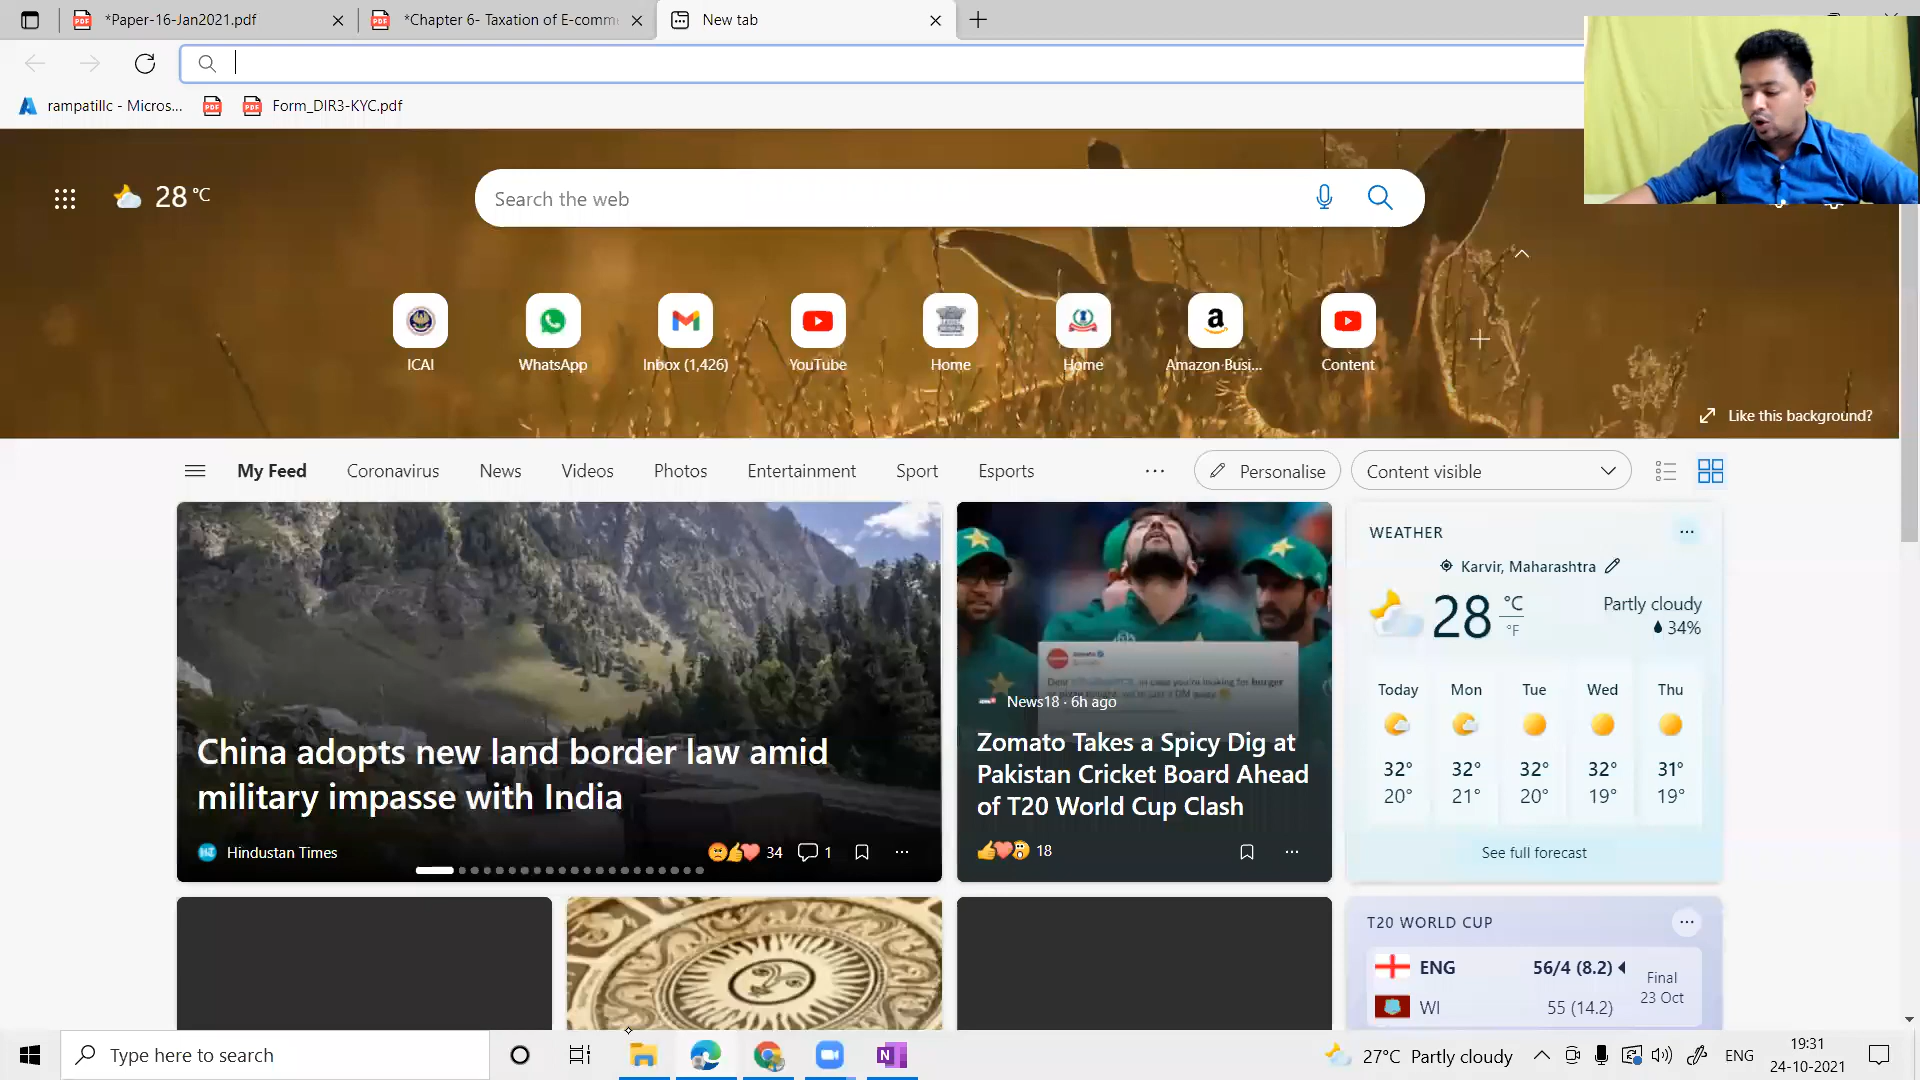 *Paper-16-Jan2021.pdf
*Chapter 6- Taxation of E-comm
New tab
rampatillc - Micros...
Form_DIR3-KYC.pdf
28 °C
Search the web
ICAI
WhatsApp
Inbox (1,426)
YouTube
Home
Home
Amazon Busi...
Content
Like this background?
My Feed
Coronavirus
News
Videos
Photos
Entertainment
Sport
Esports
Personalise
Content visible
China adopts new land border law amid
military impasse with India
Hindustan Times
34
1
News18 · 6h ago
Zomato Takes a Spicy Dig at
Pakistan Cricket Board Ahead
of T20 World Cup Clash
18
WEATHER
Karvir, Maharashtra
28 °C
°F
Partly cloudy
34%
Today Mon Tue Wed Thu
32° 32° 32° 32° 31°
20° 21° 20° 19° 19°
See full forecast
T20 WORLD CUP
ENG 56/4 (8.2)
WI 55 (14.2)
Final
23 Oct
Type here to search
27°C Partly cloudy
ENG
19:31
24-10-2021